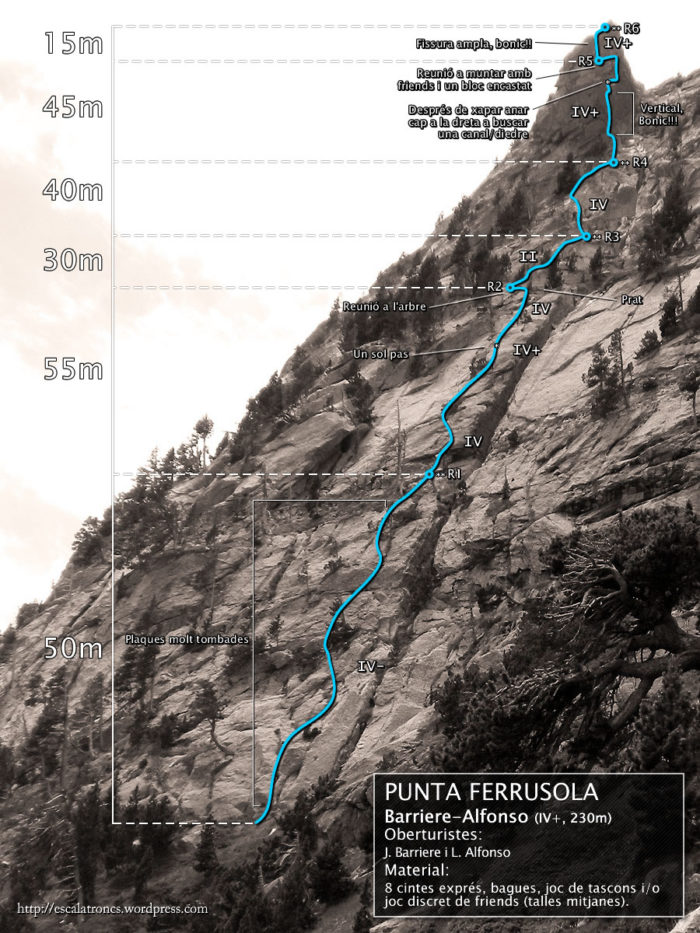 15m
45m
40m
30m
55m
50m
R6
IV+
Fissura ampla, bonic!!
R5
Reunió a muntar amb
friends i un bloc encastat
Després de xapar anar
cap a la dreta a buscar
una canal/diedre
IV+
Vertical,
Bonic!!!
R4
IV
R3
II
R2
Reunió a l'arbre
Prat
IV
Un sol pas
IV+
IV
R1
Plaques molt tombades
IV-
PUNTA FERRUSOLA
Barriere-Alfonso (IV+, 230m)
Oberturistes:
J. Barriere i L. Alfonso
Material:
8 cintes exprés, bagues, joc de tascons i/o
joc discret de friends (talles mitjanes).
http://escalatroncs.wordpress.com